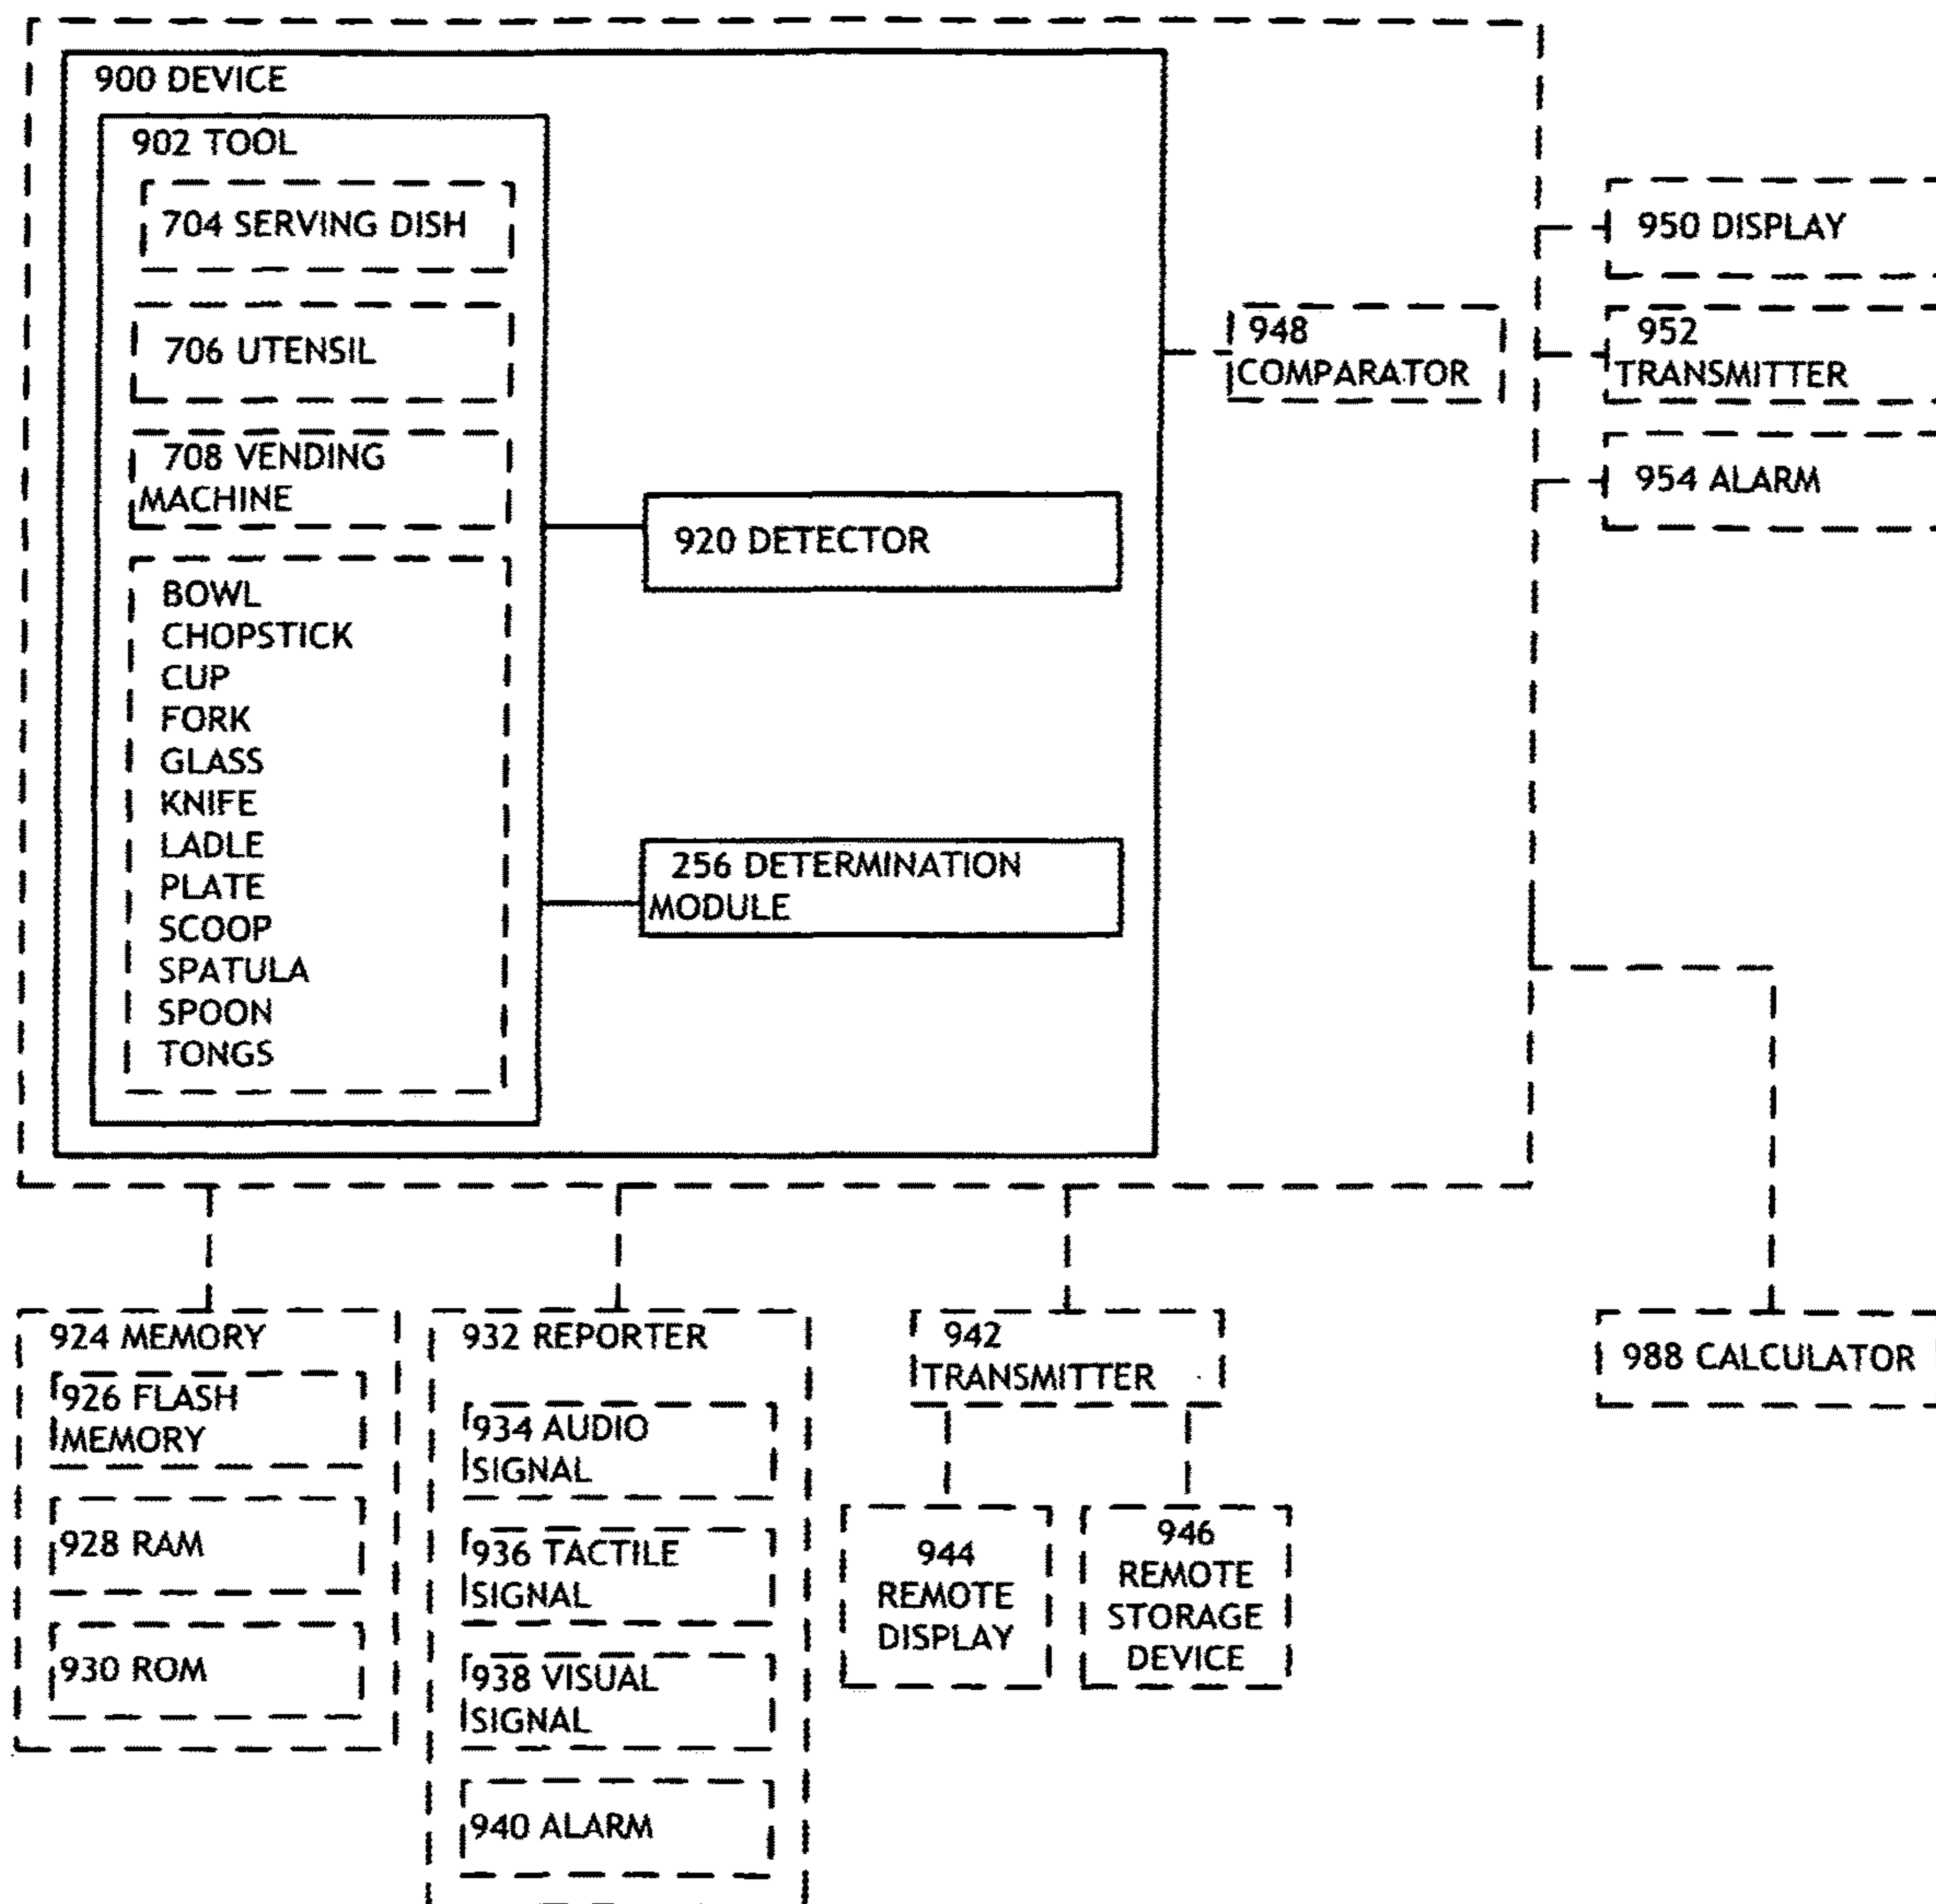 900 DEVICE
902 TOOL
704 SERVING DISH
706 UTENSIL
708 VENDING
MACHINE
BOWL
CHOPSTICK
CUP
FORK
GLASS
KNIFE
LADLE
PLATE
SCOOP
SPATULA
SPOON
TONGS
920 DETECTOR
256 DETERMINATION
MODULE
948
COMPARATOR
950 DISPLAY
952
TRANSMITTER
954 ALARM
924 MEMORY
926 FLASH
MEMORY
928 RAM
930 ROM
932 REPORTER
934 AUDIO
SIGNAL
936 TACTILE
SIGNAL
938 VISUAL
SIGNAL
940 ALARM
942
TRANSMITTER
944
REMOTE
DISPLAY
946
REMOTE
STORAGE
DEVICE
988 CALCULATOR